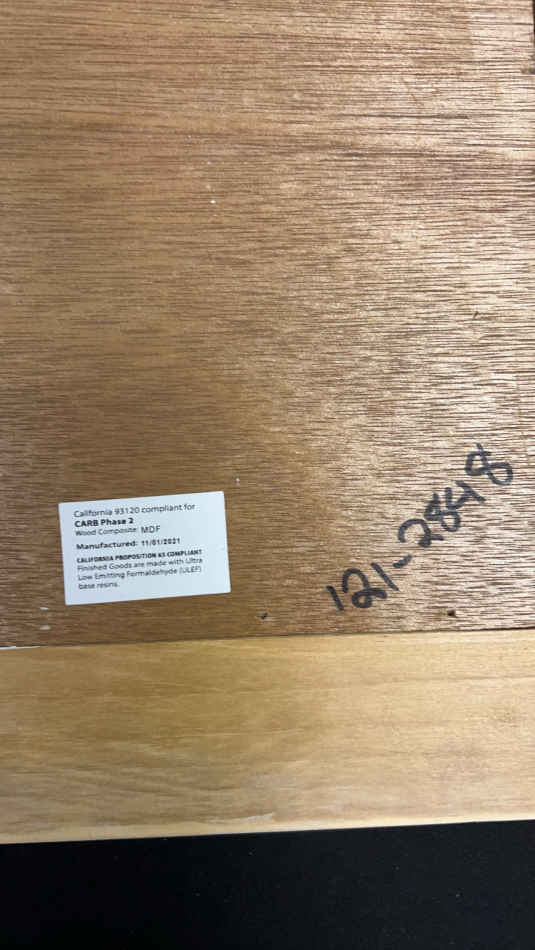 California 93120 compliant for
CARB Phase 2
Wood Composite: MDF
Manufactured: 11/01/2021
CALIFORNIA PROPOSITION 65 COMPLIANT
Finished Goods are made with Ultra
Low Emitting Formaldehyde (ULEF)
base resins.
121-2848